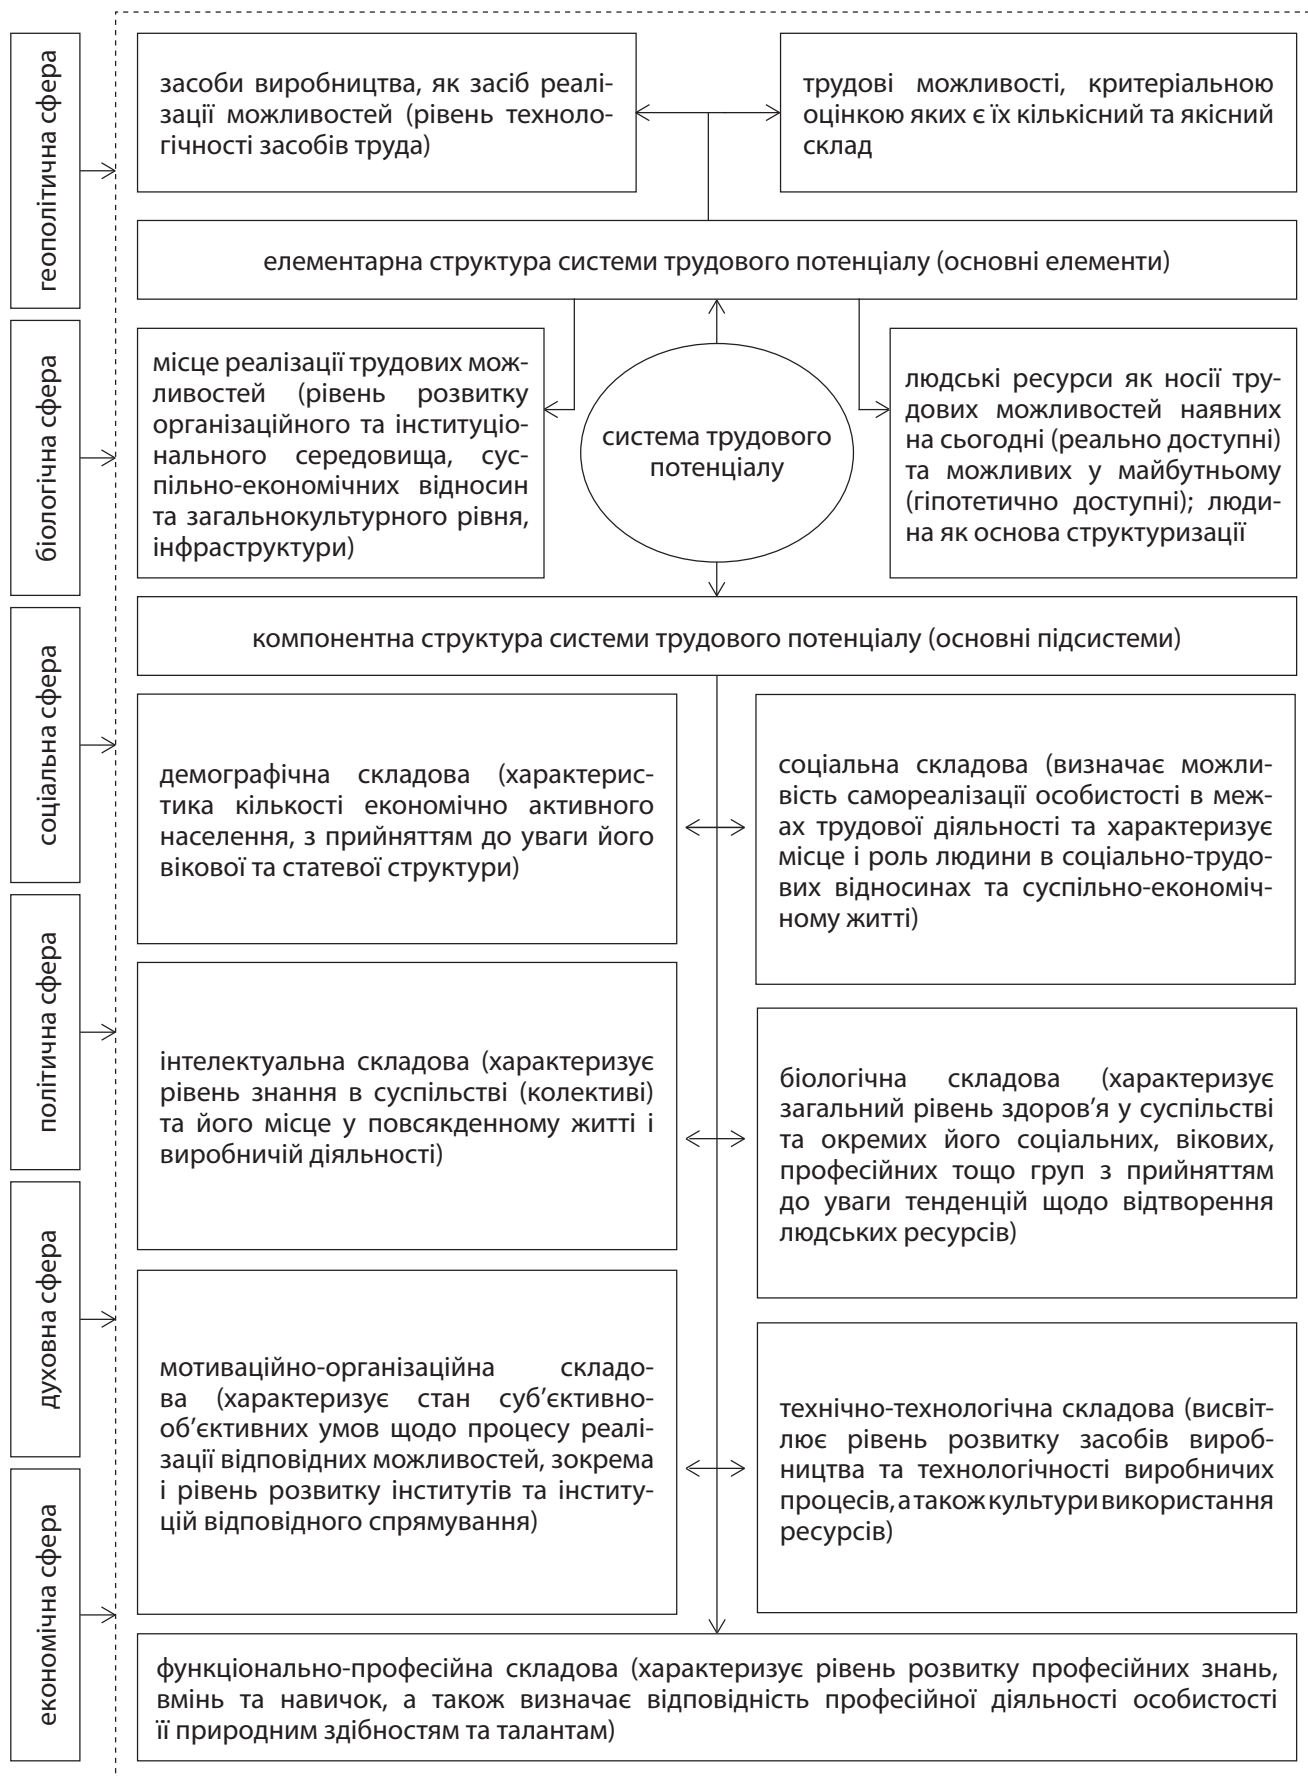 геополітична сфера
біологічна сфера
соціальна сфера
політична сфера
духовна сфера
економічна сфера
засоби виробництва, як засіб реалі-
зації можливостей (рівень техноло-
гічності засобів труда)
трудові можливості, критеріальною
оцінкою яких є їх кількісний та якісний
склад
елементарна структура системи трудового потенціалу (основні елементи)
місце реалізації трудових мож-
ливостей (рівень розвитку
організаційного та інституціо-
нального середовища, сус-
пільно-економічних відносин
та загальнокультурного рівня,
інфраструктури)
система трудового
потенціалу
людські ресурси як носії тру-
дових можливостей наявних
на сьогодні (реально доступні)
та можливих у майбутньому
(гіпотетично доступні); люди-
на як основа структуризації
компонентна структура системи трудового потенціалу (основні підсистеми)
демографічна складова (характерис-
тика кількості економічно активного
населення, з прийняттям до уваги його
вікової та статевої структури)
соціальна складова (визначає можли-
вість самореалізації особистості в меж-
ах трудової діяльності та характеризує
місце і роль людини в соціально-трудо-
вих відносинах та суспільно-економіч-
ному житті)
інтелектуальна складова (характеризує
рівень знання в суспільстві (колективі)
та його місце у повсякденному житті і
виробничій діяльності)
біологічна складова (характеризує
загальний рівень здоров'я у суспільстві
та окремих його соціальних, вікових,
професійних тощо груп з прийняттям
до уваги тенденцій щодо відтворення
людських ресурсів)
мотиваційно-організаційна складо-
ва (характеризує стан суб'єктивно-
об'єктивних умов щодо процесу реалі-
зації відповідних можливостей, зокрема
і рівень розвитку інститутів та інститу-
цій відповідного спрямування)
технічно-технологічна складова (висвіт-
лює рівень розвитку засобів вироб-
ництва та технологічності виробничих
процесів, а також культури використання
ресурсів)
функціонально-професійна складова (характеризує рівень розвитку професійних знань,
вмінь та навичок, а також визначає відповідність професійної діяльності особистості
її природним здібностям та талантам)